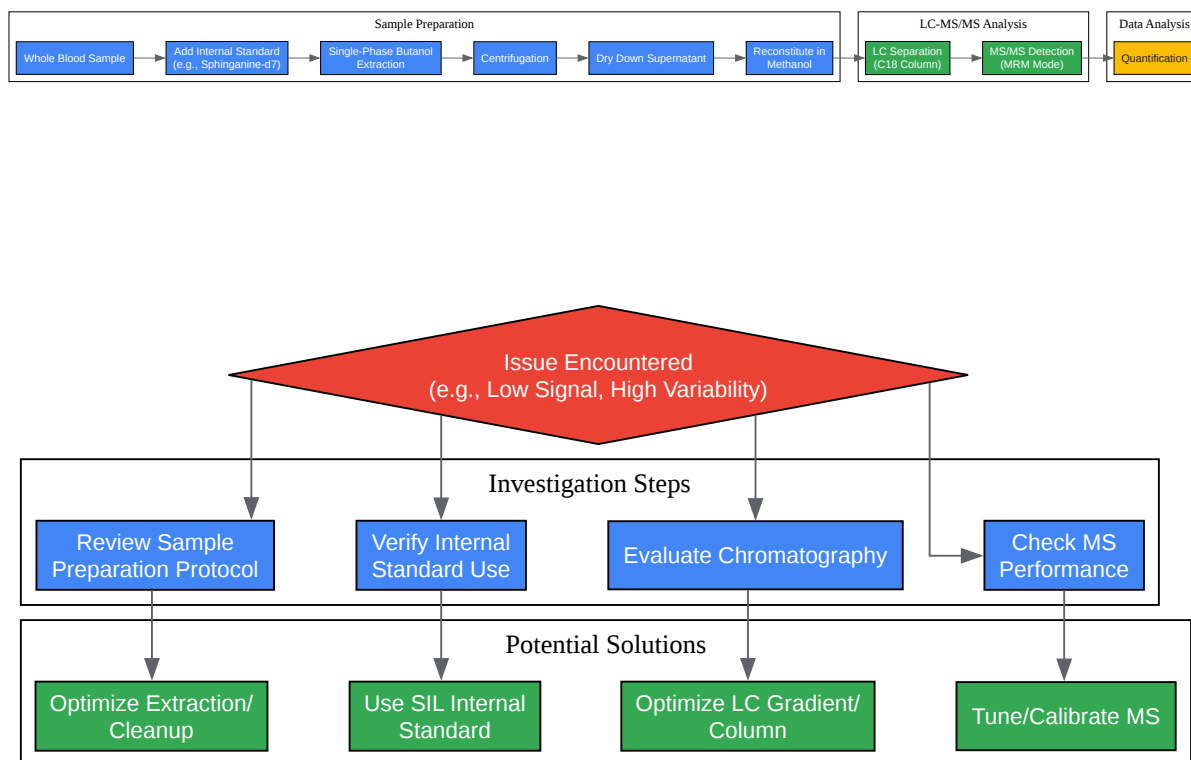 Sample Preparation
LC-MS/MS Analysis
Data Analysis
Whole Blood Sample
Add Internal Standard
(e.g., Sphinganine-d7)
Single-Phase Butanol
Extraction
Centrifugation
Dry Down Supernatant
Reconstitute in
Methanol
LC Separation
(C18 Column)
MS/MS Detection
(MRM Mode)
Quantification
Issue Encountered
(e.g., Low Signal, High Variability)
Investigation Steps
Review Sample
Preparation Protocol
Verify Internal
Standard Use
Evaluate Chromatography
Check MS
Performance
Potential Solutions
Optimize Extraction/
Cleanup
Use SIL Internal
Standard
Optimize LC Gradient/
Column
Tune/Calibrate MS